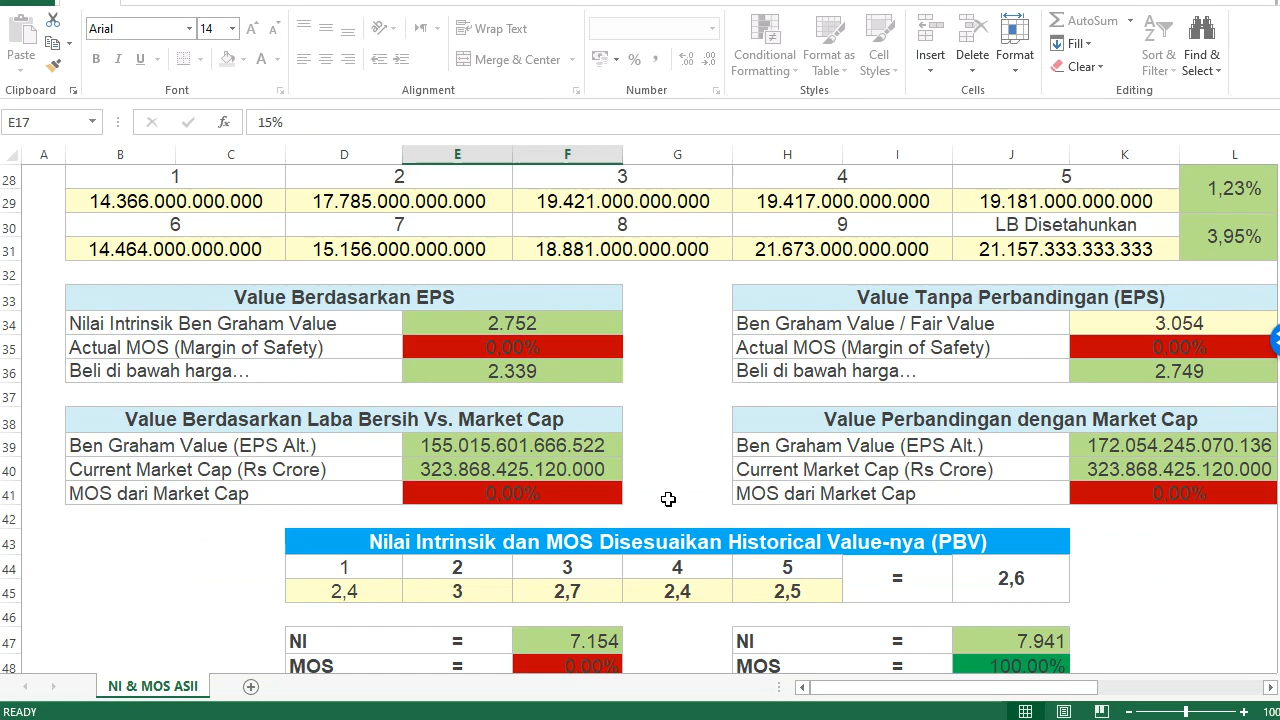 Arial 14 Wrap Text AutoSum
Paste B I U A Merge & Center % Conditional Formatting Format as Table Cell Styles Insert Delete Format Fill Clear Sort & Filter Find & Select
Clipboard Font Alignment Number Styles Cells Editing
E17 fx 15%
A B C D E F G H I J K L
28 1 2 3 4 5 1,23%
29 14.366.000.000.000 17.785.000.000.000 19.421.000.000.000 19.417.000.000.000 19.181.000.000.000
30 6 7 8 9 LB Disetahunkan 3,95%
31 14.464.000.000.000 15.156.000.000.000 18.881.000.000.000 21.673.000.000.000 21.157.333.333.333
32
33 Value Berdasarkan EPS Value Tanpa Perbandingan (EPS)
34 Nilai Intrinsik Ben Graham Value 2.752 Ben Graham Value / Fair Value 3.054
35 Actual MOS (Margin of Safety) 0,00% Actual MOS (Margin of Safety) 0,00%
36 Beli di bawah harga… 2.339 Beli di bawah harga… 2.749
37
38 Value Berdasarkan Laba Bersih Vs. Market Cap Value Perbandingan dengan Market Cap
39 Ben Graham Value (EPS Alt.) 155.015.601.666.522 Ben Graham Value (EPS Alt.) 172.054.245.070.136
40 Current Market Cap (Rs Crore) 323.868.425.120.000 Current Market Cap (Rs Crore) 323.868.425.120.000
41 MOS dari Market Cap 0,00% MOS dari Market Cap 0,00%
42
43 Nilai Intrinsik dan MOS Disesuaikan Historical Value-nya (PBV)
44 1 2 3 4 5 = 2,6
45 2,4 3 2,7 2,4 2,5
46
47 NI = 7.154 NI = 7.941
48 MOS = 0,00% MOS = 100,00%
NI & MOS ASII
READY 100